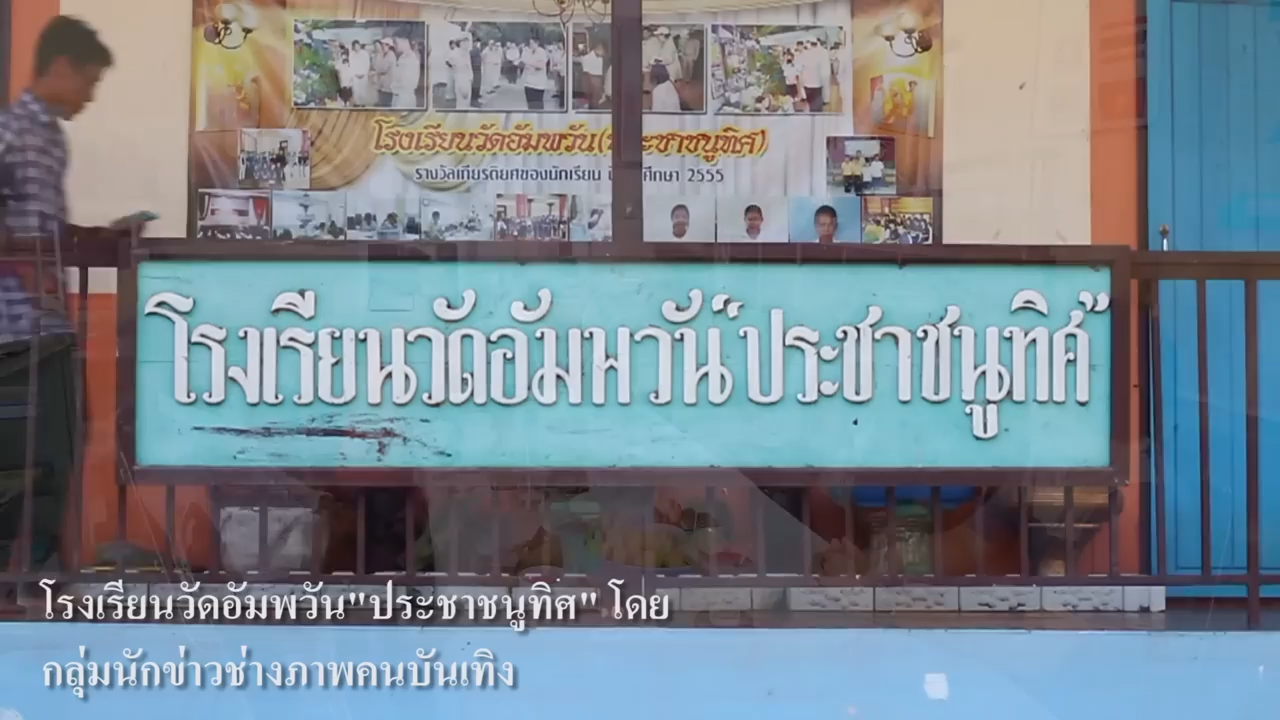 โรงเรียนวัดอัมพวัน(ประชาชนูทิศ)
รางวัลเกียรติยศของนักเรียน ปีการศึกษา 2555
โรงเรียนวัดอัมพวัน“ประชาชนูทิศ”
โรงเรียนวัดอัมพวัน"ประชาชนูทิศ" โดย
กลุ่มนักข่าวช่างภาพคนบันเทิง